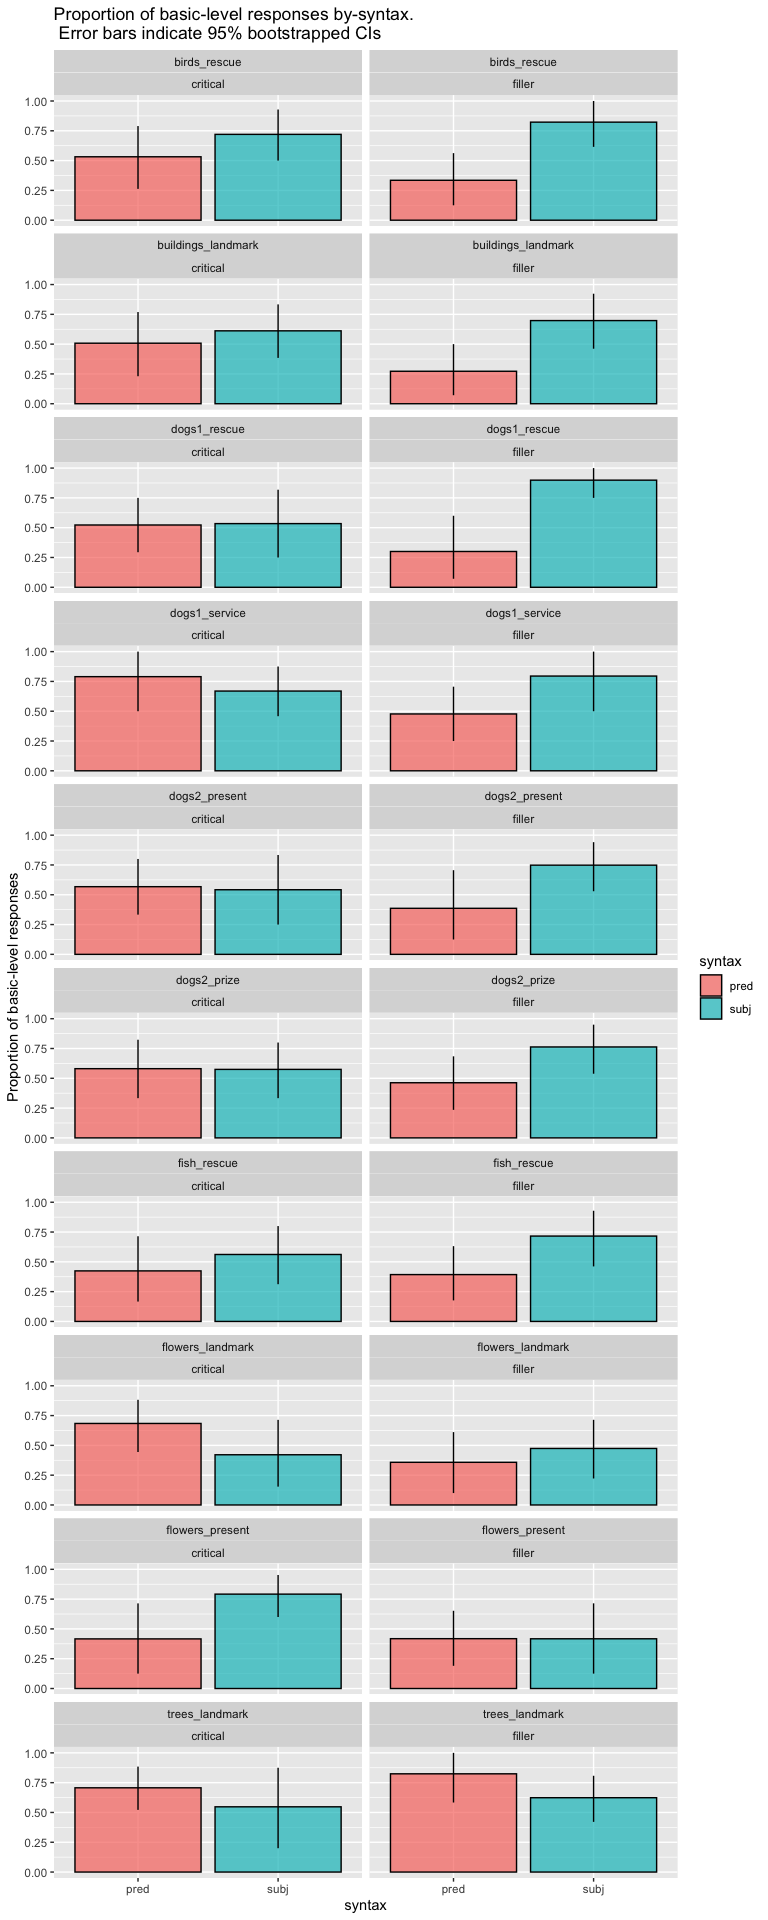 Proportion of basic-level responses by-syntax.
Error bars indicate 95% bootstrapped CIs
birds_rescue birds_rescue
critical filler
1.00
0.75
0.50
0.25
0.00
buildings_landmark buildings_landmark
critical filler
1.00
0.75
0.50
0.25
0.00
dogs1_rescue dogs1_rescue
critical filler
1.00
0.75
0.50
0.25
0.00
dogs1_service dogs1_service
critical filler
1.00
0.75
0.50
0.25
0.00
dogs2_present dogs2_present
critical filler
1.00
0.75
0.50
0.25
0.00
dogs2_prize dogs2_prize
critical filler
1.00
0.75
0.50
0.25
0.00
fish_rescue fish_rescue
critical filler
1.00
0.75
0.50
0.25
0.00
flowers_landmark flowers_landmark
critical filler
1.00
0.75
0.50
0.25
0.00
flowers_present flowers_present
critical filler
1.00
0.75
0.50
0.25
0.00
trees_landmark trees_landmark
critical filler
1.00
0.75
0.50
0.25
0.00
pred subj pred subj
syntax
Proportion of basic-level responses
syntax
pred
subj